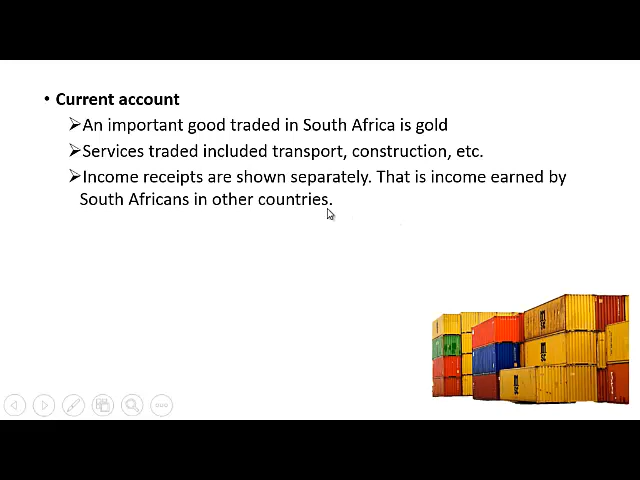 • Current account
➢An important good traded in South Africa is gold
➢Services traded included transport, construction, etc.
➢Income receipts are shown separately. That is income earned by
South Africans in other countries.